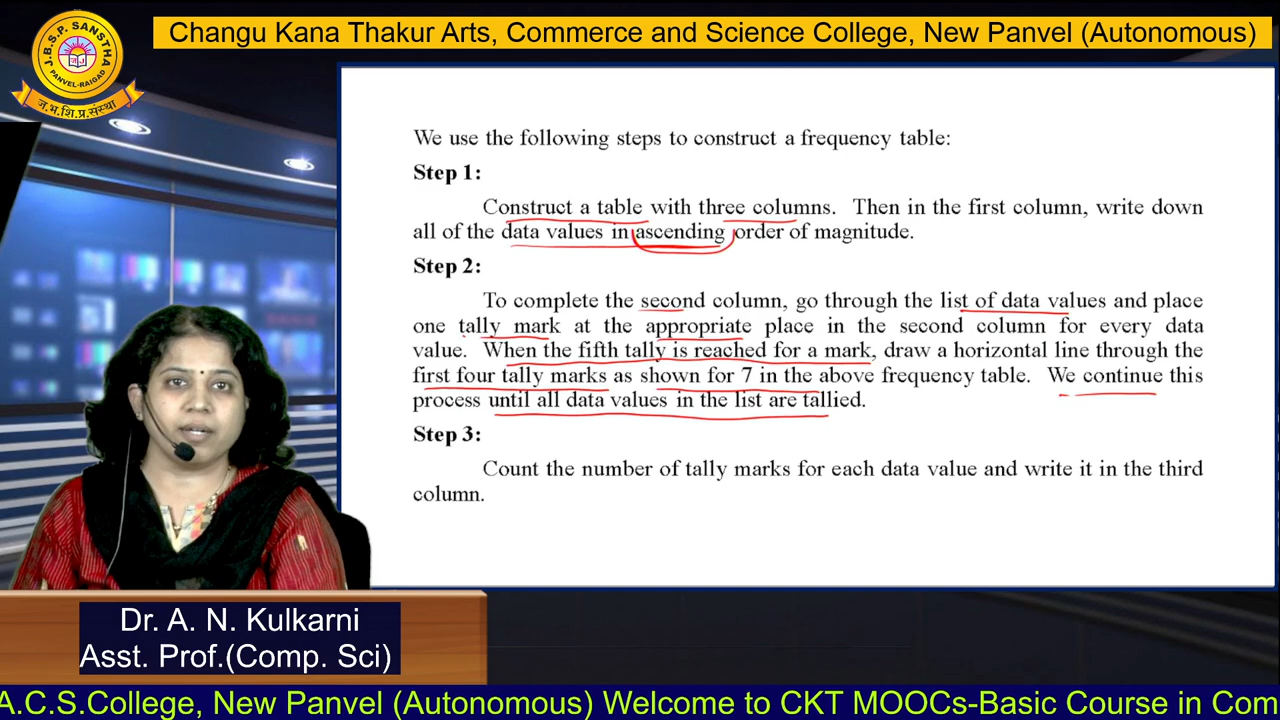 J.B.S.P. SANSTHA
PANVEL-RAIGAD
ज.भ.शि.प्र.संस्था
Changu Kana Thakur Arts, Commerce and Science College, New Panvel (Autonomous)
We use the following steps to construct a frequency table:
Step 1:
Construct a table with three columns. Then in the first column, write down
all of the data values in ascending order of magnitude.
Step 2:
To complete the second column, go through the list of data values and place
one tally mark at the appropriate place in the second column for every data
value. When the fifth tally is reached for a mark, draw a horizontal line through the
first four tally marks as shown for 7 in the above frequency table. We continue this
process until all data values in the list are tallied.
Step 3:
Count the number of tally marks for each data value and write it in the third
column.
Dr. A. N. Kulkarni
Asst. Prof.(Comp. Sci)
A.C.S.College, New Panvel (Autonomous) Welcome to CKT MOOCs-Basic Course in Com